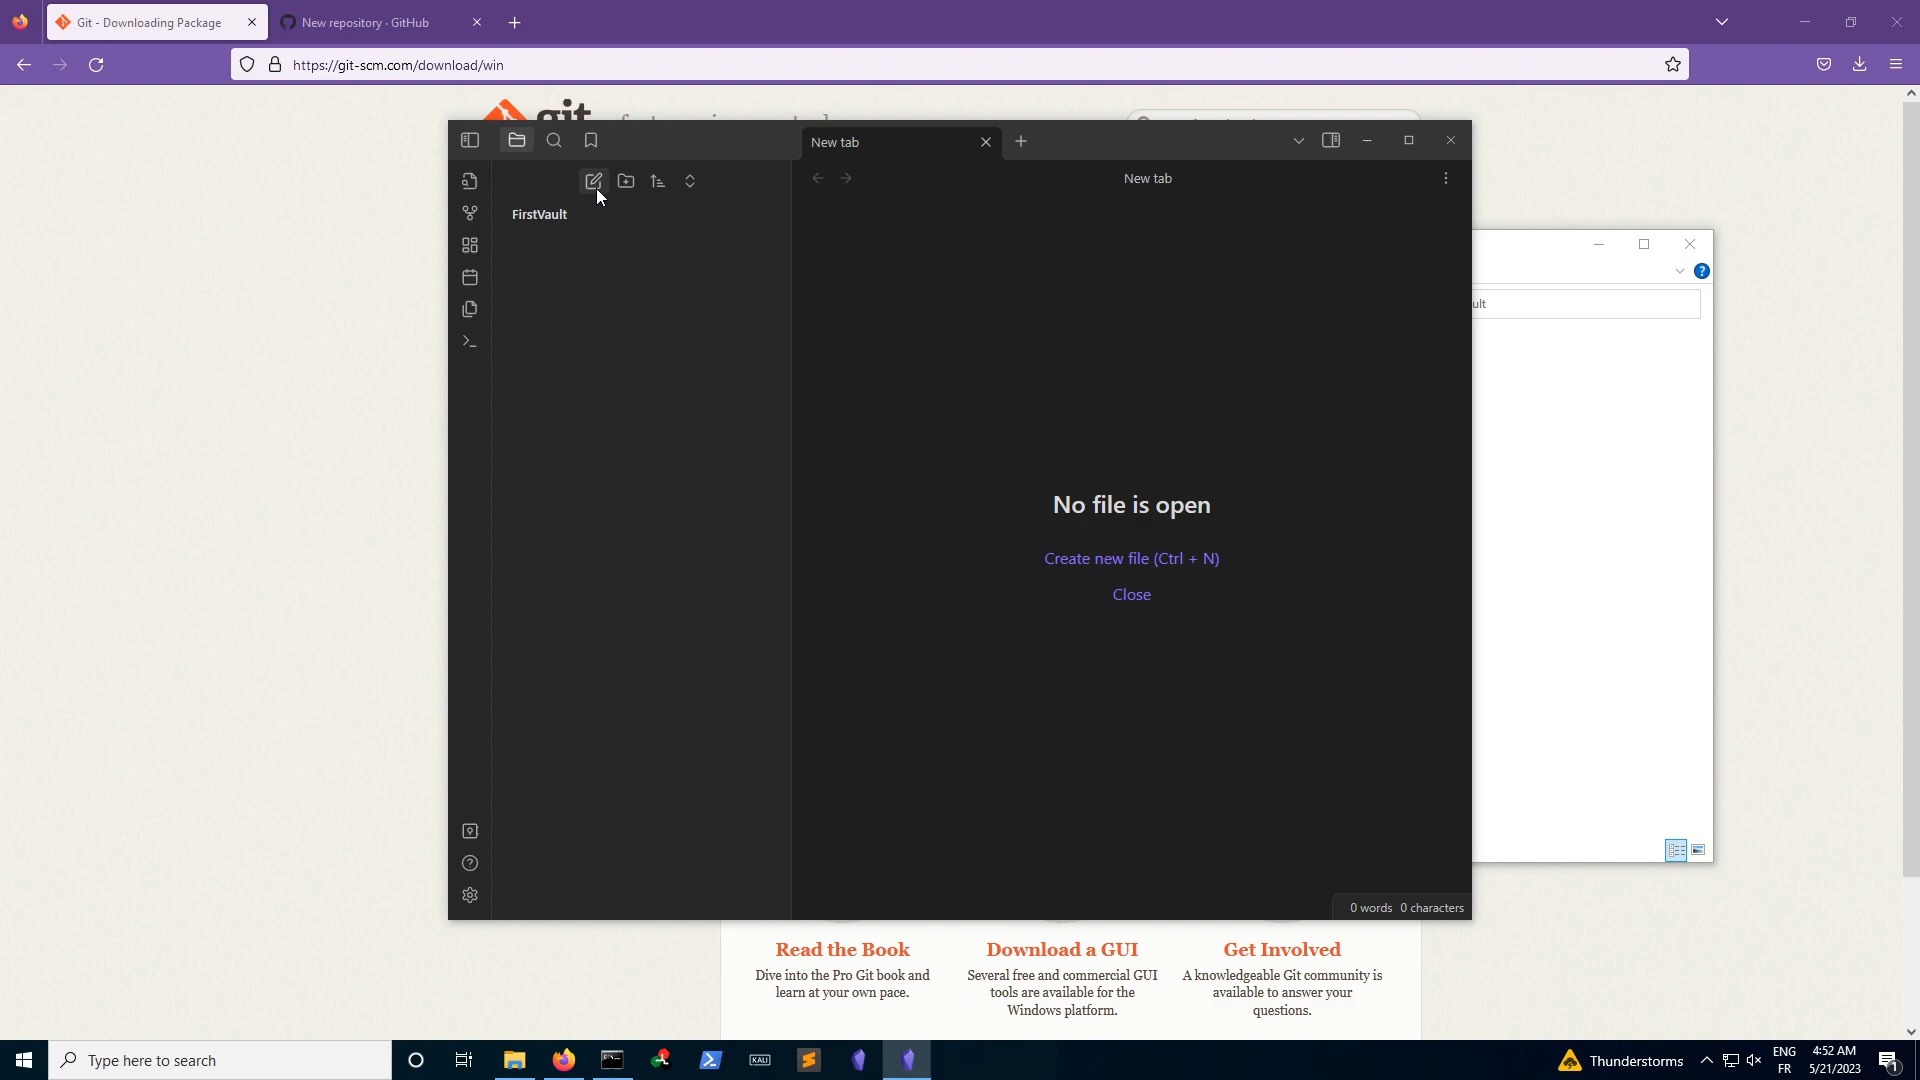 Git - Downloading Package
New repository · GitHub
https://git-scm.com/download/win
git
New tab
New tab
FirstVault
ult
No file is open
Create new file (Ctrl + N)
Close
0 words 0 characters
Read the Book
Dive into the Pro Git book and
learn at your own pace.
Download a GUI
Several free and commercial GUI
tools are available for the
Windows platform.
Get Involved
A knowledgeable Git community is
available to answer your
questions.
Type here to search
KALI
Thunderstorms
ENG
FR
4:52 AM
5/21/2023
1